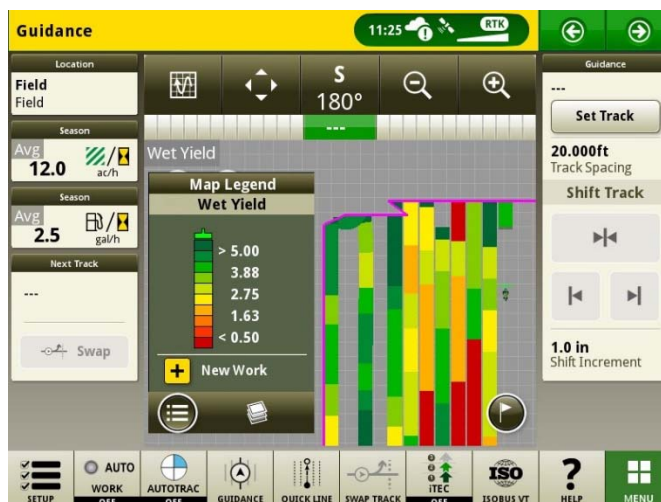 Guidance
11:25
RTK
Location
Field
Field
Season
Avg
12.0
ac/h
Season
Avg
2.5
gal/h
Next Track
---
Swap
S
180°
---
Wet Yield
Map Legend
Wet Yield
> 5.00
3.88
2.75
1.63
< 0.50
New Work
Guidance
---
Set Track
20.000ft
Track Spacing
Shift Track
1.0 in
Shift Increment
SETUP
AUTO
WORK
OFF
AUTOTRAC
OFF
GUIDANCE
QUICK LINE
SWAP TRACK
iTEC
OFF
ISO
ISOBUS VT
?
HELP
MENU